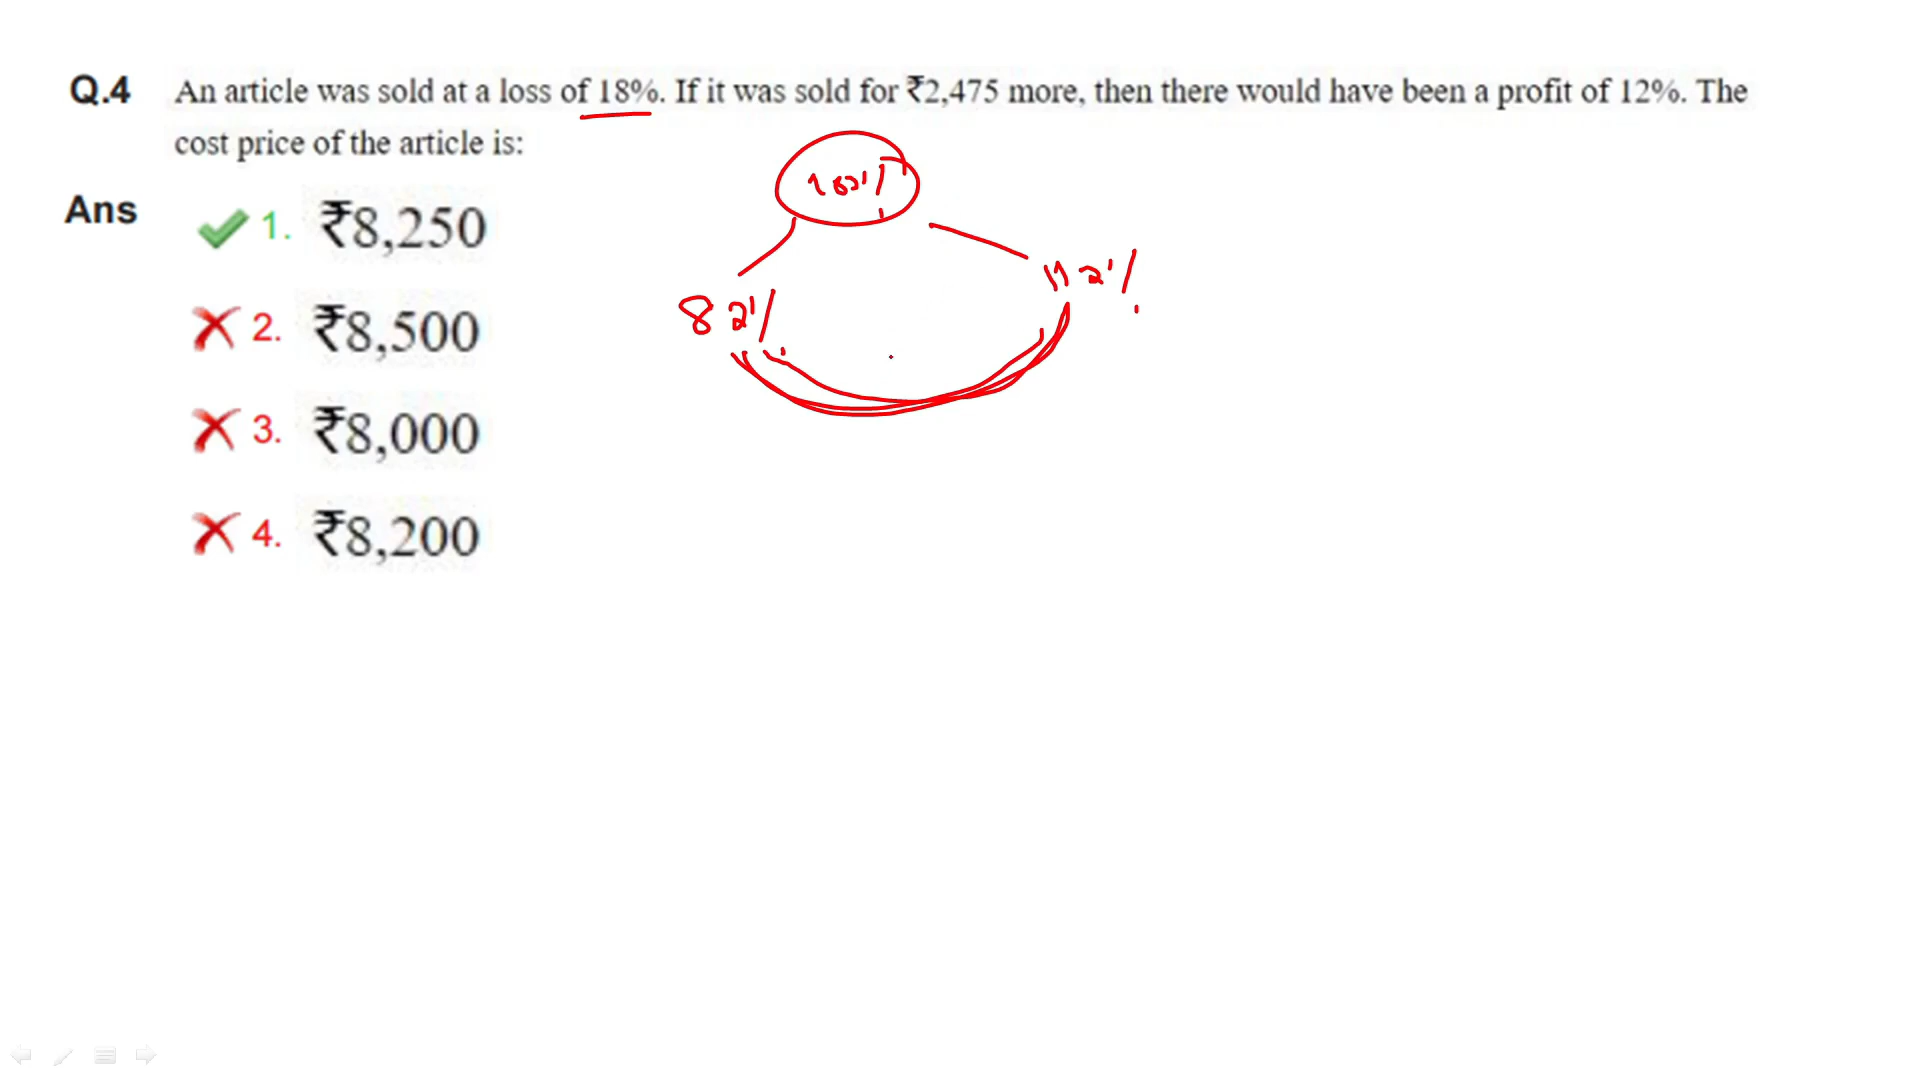 Q.4 An article was sold at a loss of 18%. If it was sold for ₹2,475 more, then there would have been a profit of 12%. The
cost price of the article is:
100%
Ans
1. ₹8,250
112%
82%
2. ₹8,500
3. ₹8,000
4. ₹8,200